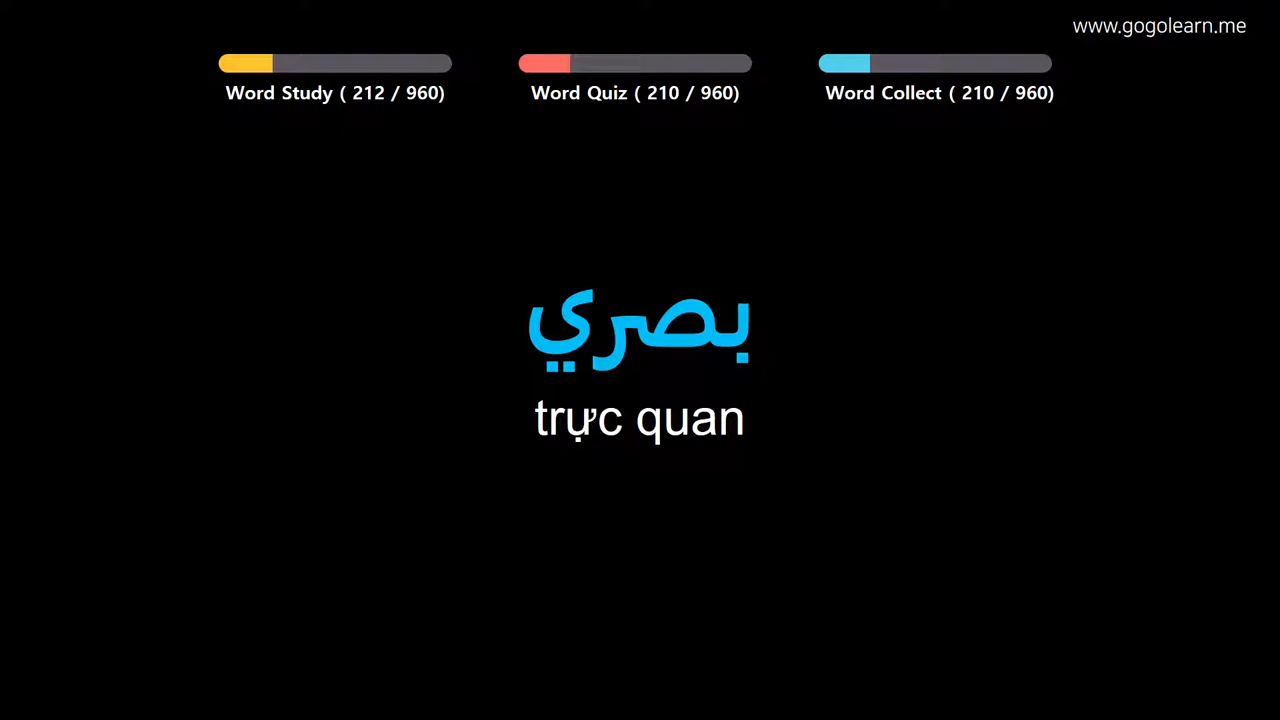 www.gogolearn.me
Word Study ( 212 / 960)
Word Quiz ( 210 / 960)
Word Collect ( 210 / 960)
بصري
trực quan